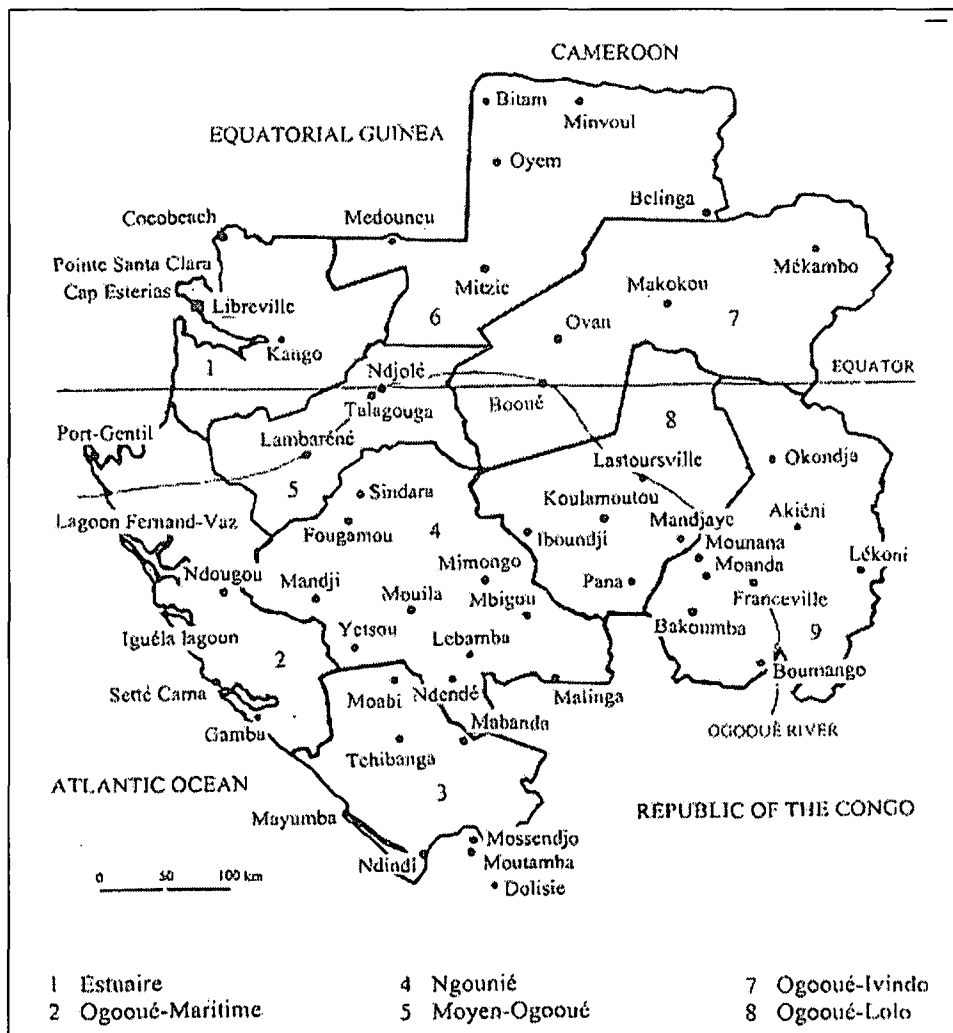 CAMEROON
Bitam
Minvoul
EQUATORIAL GUINEA
Oyem
Belinga
Cocobeach
Medouneu
Mékambo
Pointe Santa Clara
Mitzic
Makokou
Cap Esterias
Libreville
6
Ovan
7
Kango
1
Ndjolé
EQUATOR
Talagouga
Booué
8
Port-Gentil
Lambaréné
Lastoursville
Okondja
5
Sindara
Koulamoutou
Akiéni
Lagoon Fernand-Vaz
Fougamou
4
Iboundji
Mandjaye
Mounana
Lékoni
Ndougou
Mandji
Mimongo
Pana
Moanda
Mouila
Mbigou
Franceville
Iguéla lagoon
Yetsou
Lebamba
Bakoumba
9
2
Boumango
Setté Cama
Moabi
Ndendé
Malinga
Gamba
Mabanda
OGOOUÉ RIVER
Tchibanga
ATLANTIC OCEAN
3
REPUBLIC OF THE CONGO
Mayumba
Mossendjo
Ndindi
Moutamba
0 50 100 km
Dolisie
1 Estuaire
4 Ngounié
7 Ogooué-Ivindo
2 Ogooué-Maritime
5 Moyen-Ogooué
8 Ogooué-Lolo